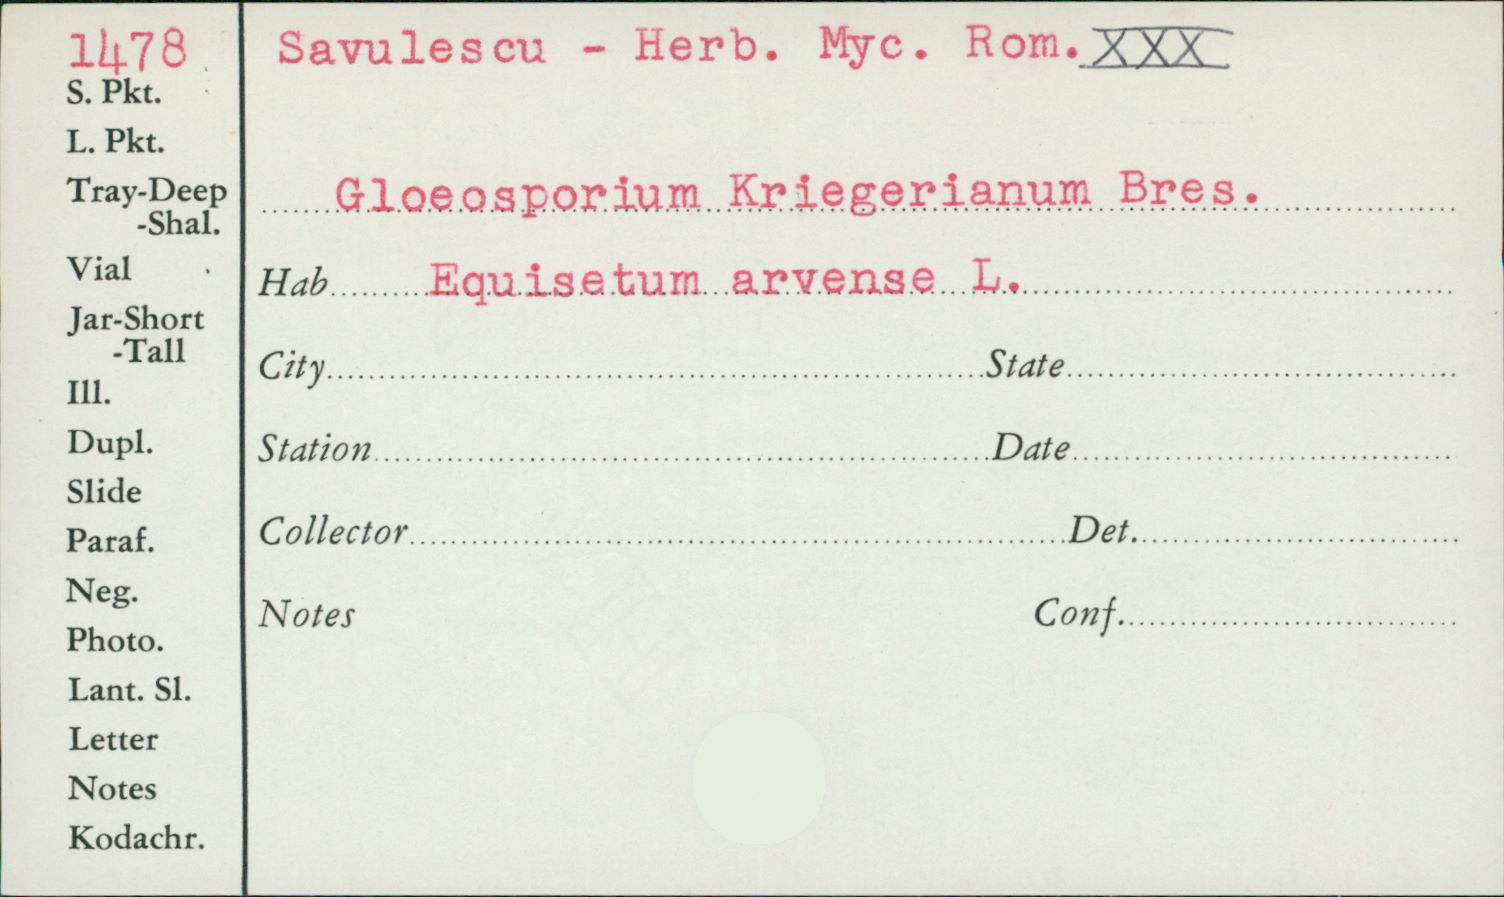 1478
Savulescu - Herb. Myc. Rom. XXX
S. Pkt.
L. Pkt.
Tray-Deep
-Shal.
Vial
Jar-Short
-Tall
Ill.
Dupl.
Slide
Paraf.
Neg.
Photo.
Lant. Sl.
Letter
Notes
Kodachr.
Gloeosporium Kriegerianum Bres.
Hab Equisetum arvense L.
City State
Station Date
Collector Det.
Notes Conf.